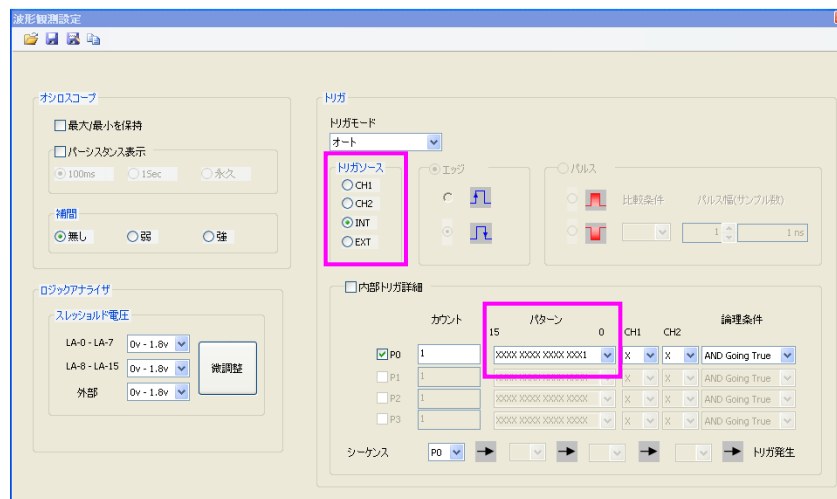 波形観測設定
オシロスコープ
最大/最小を保持
パーシスタンス表示
100ms 1Sec 永久
補間
無し 弱 強
ロジックアナライザ
スレッショルド電圧
LA-0 - LA-7 0v - 1.8v
LA-8 - LA-15 0v - 1.8v
外部 0v - 1.8v
微調整
トリガ
トリガモード
オート
トリガソース
CH1
CH2
INT
EXT
エッジ
パルス
比較条件 パルス幅(サンプル数)
1 1 ns
内部トリガ詳細
カウント パターン 論理条件
15 0 CH1 CH2
P0 1 XXXX XXXX XXXX XXX1 X X AND Going True
P1 1 XXXX XXXX XXXX XXXX X X AND Going True
P2 1 XXXX XXXX XXXX XXXX X X AND Going True
P3 1 XXXX XXXX XXXX XXXX X X AND Going True
シーケンス P0 トリガ発生